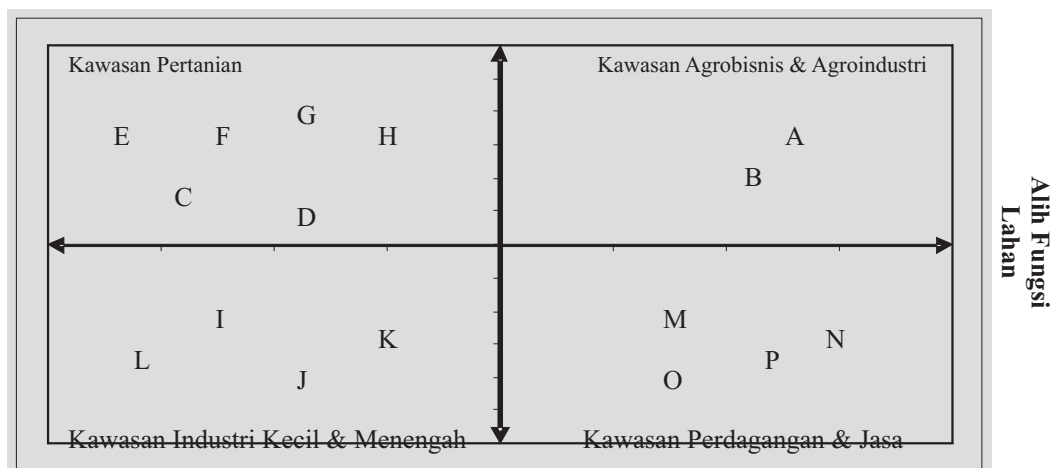 Kawasan Pertanian
Kawasan Agrobisnis & Agroindustri
G
E F H A
B
C
D
I M
K N
L P
J O
Kawasan Industri Kecil & Menengah
Kawasan Perdagangan & Jasa
Alih Fungsi
Lahan